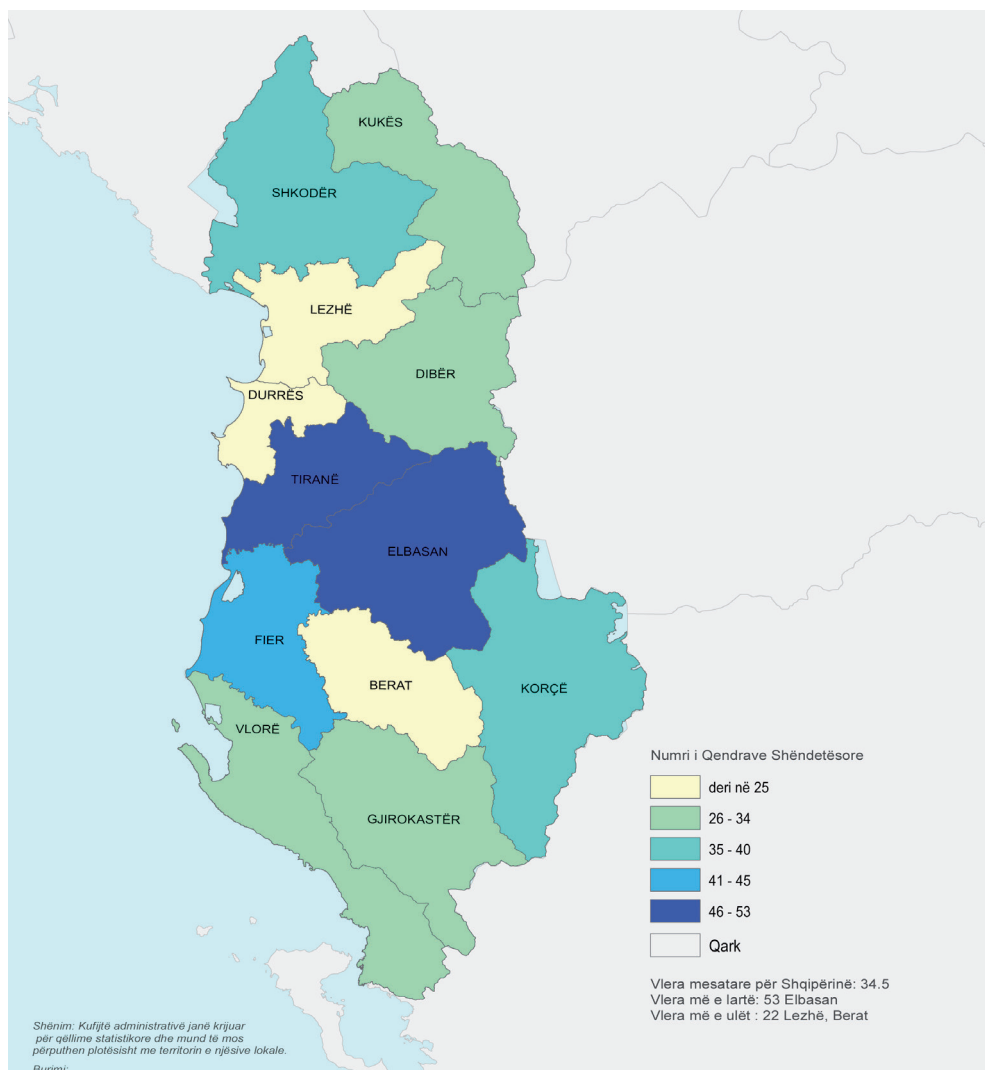 KUKËS
SHKODËR
LEZHË
DIBËR
DURRËS
TIRANË
ELBASAN
FIER
BERAT
KORÇË
VLORË
GJIROKASTËR
Numri i Qendrave Shëndetësore
deri në 25
26 - 34
35 - 40
41 - 45
46 - 53
Qark
Vlera mesatare për Shqipërinë: 34.5
Vlera më e lartë: 53 Elbasan
Vlera më e ulët : 22 Lezhë, Berat
Shënim: Kufijtë administrativë janë krijuar
për qëllime statistikore dhe mund të mos
përputhen plotësisht me territorin e njësive lokale.
Burimi: